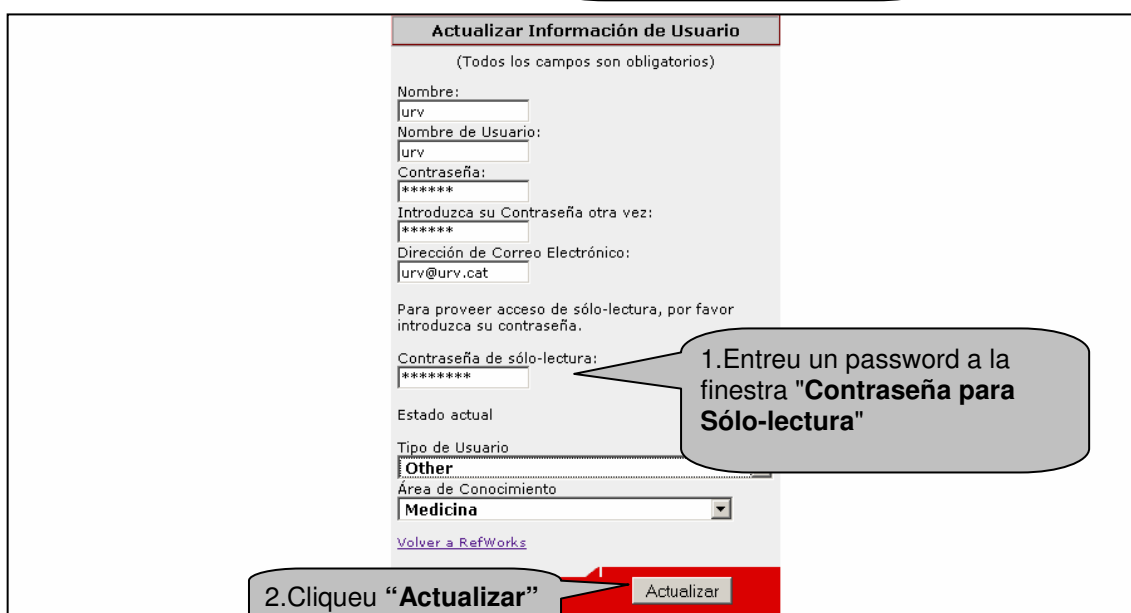 Actualizar Información de Usuario
(Todos los campos son obligatorios)
Nombre:
urv
Nombre de Usuario:
urv
Contraseña:
******
Introduzca su Contraseña otra vez:
******
Dirección de Correo Electrónico:
urv@urv.cat
Para proveer acceso de sólo-lectura, por favor
introduzca su contraseña.
Contraseña de sólo-lectura:
********
1.Entreu un password a la
finestra "Contraseña para
Sólo-lectura"
Estado actual
Tipo de Usuario
Other
Área de Conocimiento
Medicina
Volver a RefWorks
2.Cliqueu “Actualizar”
Actualizar